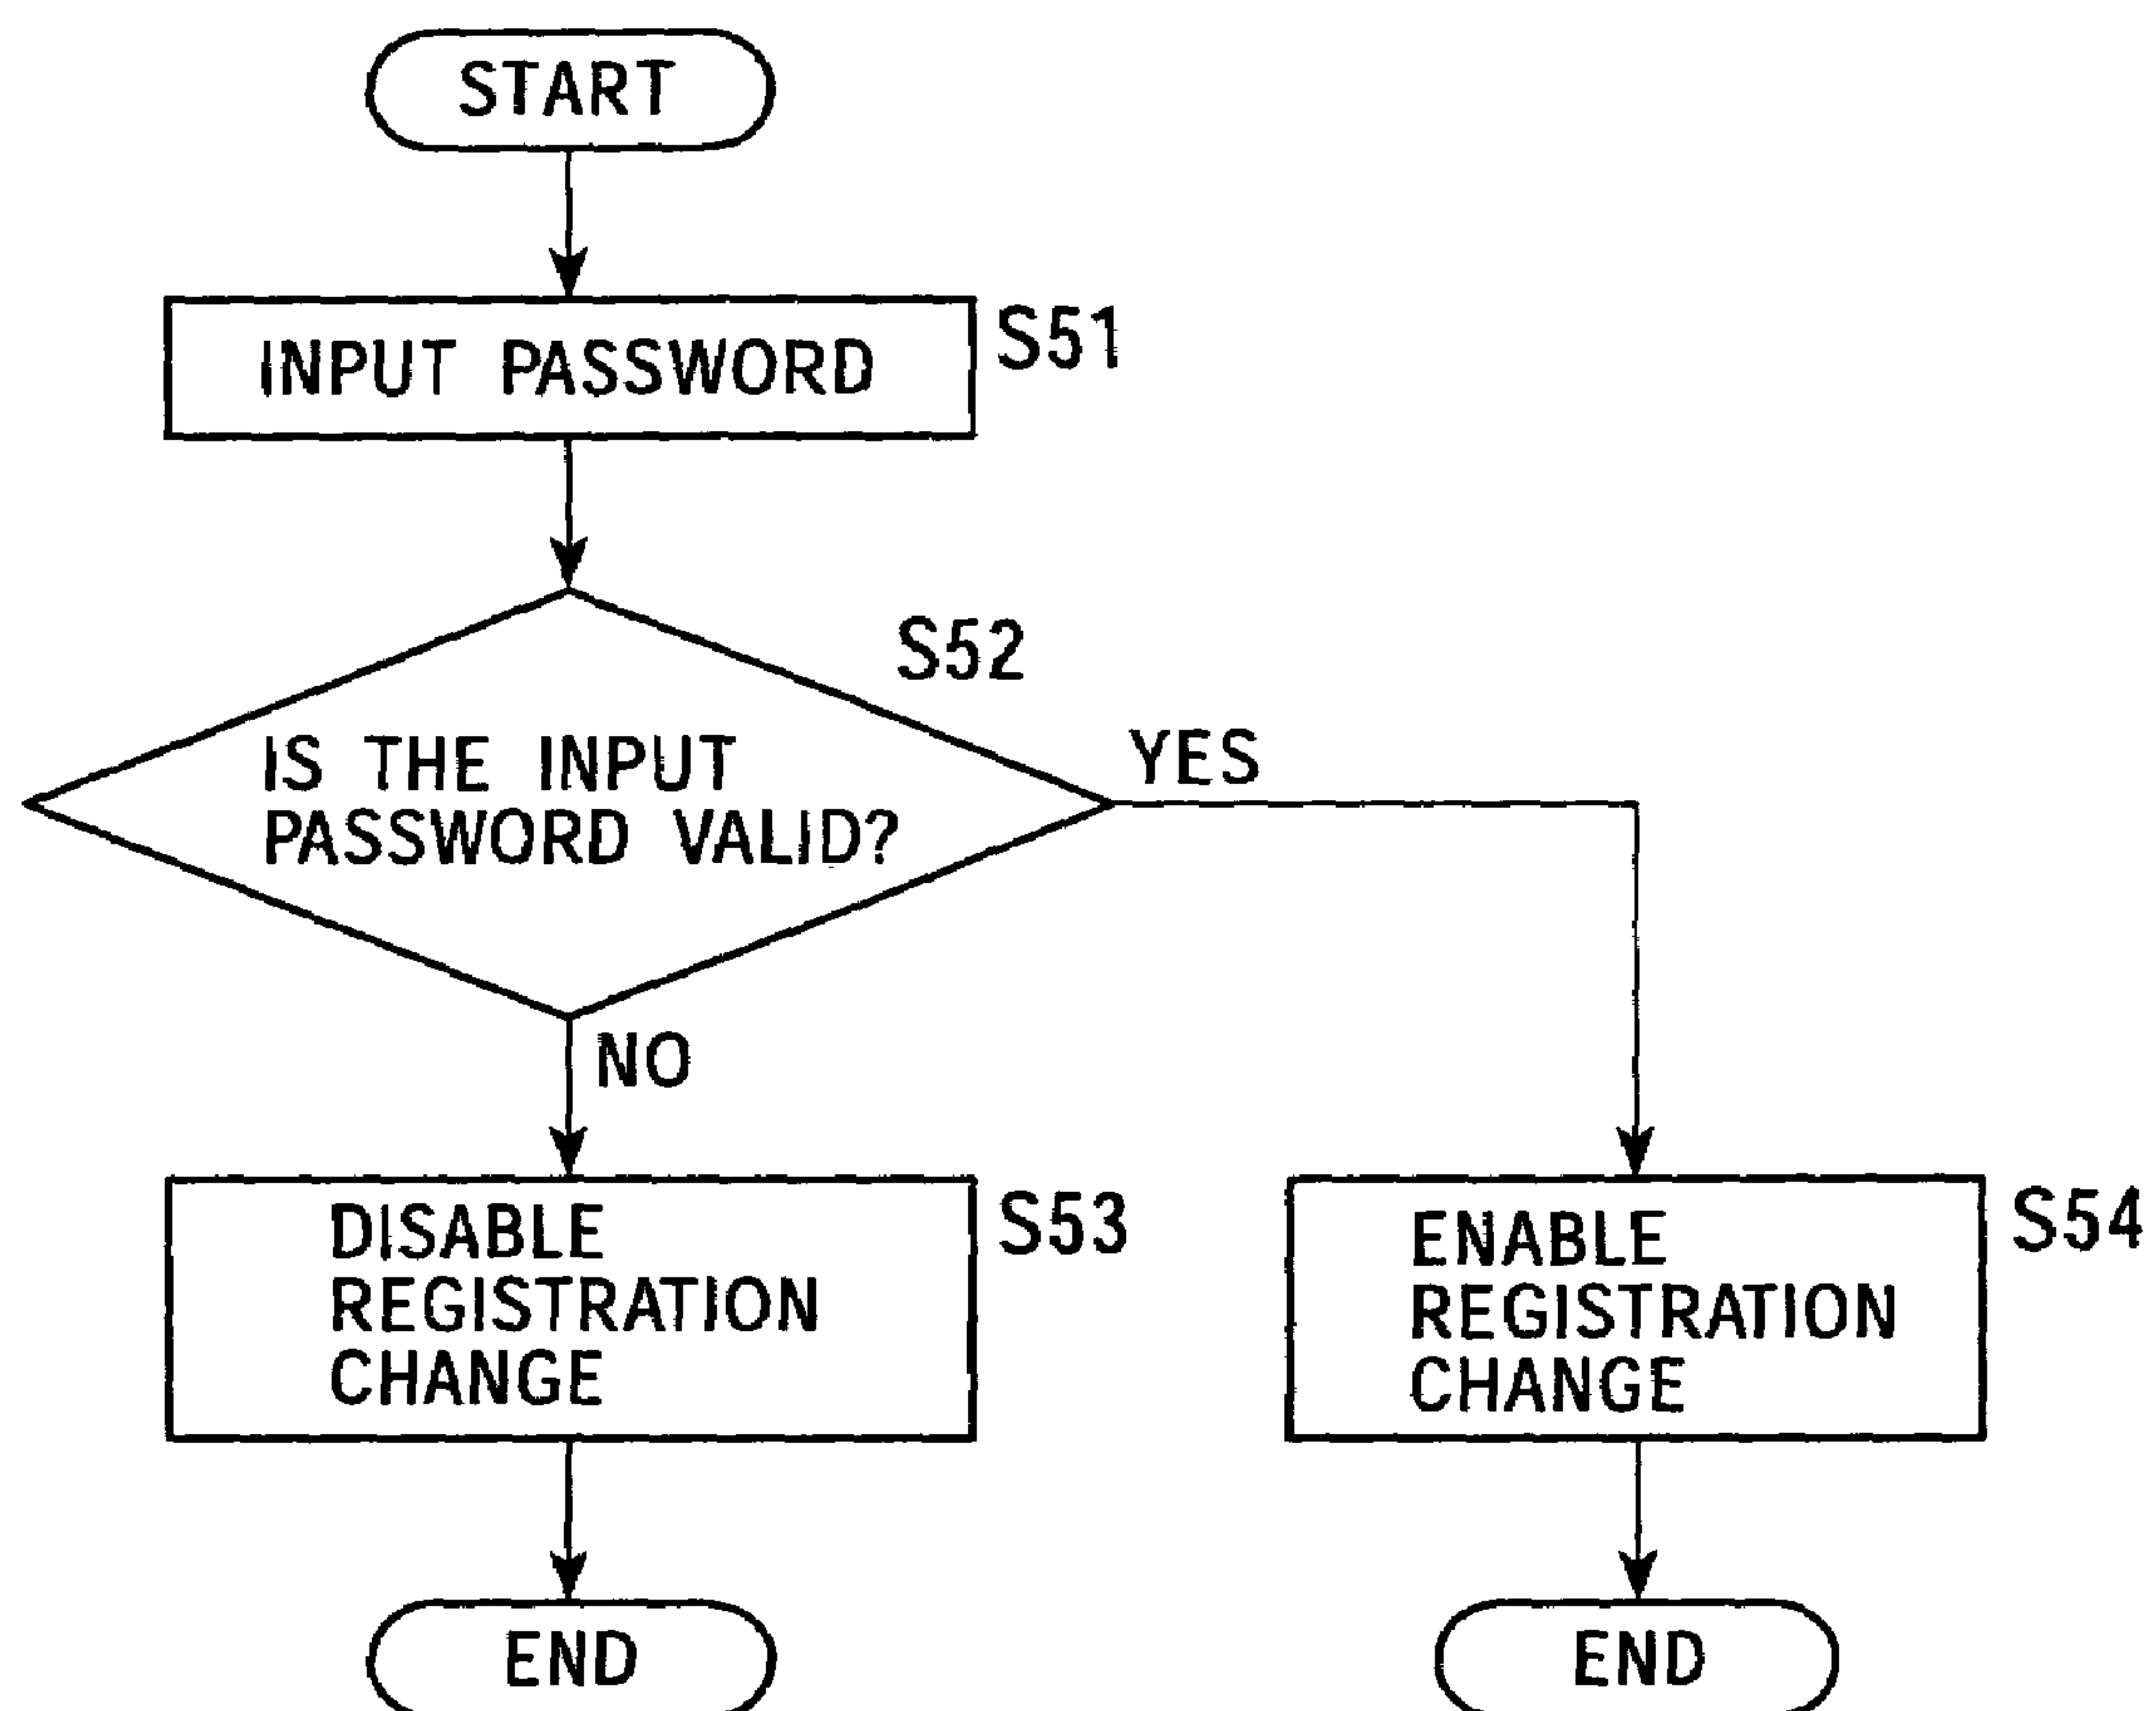 START
INPUT PASSWORD
S51
S52
IS THE INPUT
PASSWORD VALID?
YES
NO
DISABLE
REGISTRATION
CHANGE
S53
ENABLE
REGISTRATION
CHANGE
S54
END
END